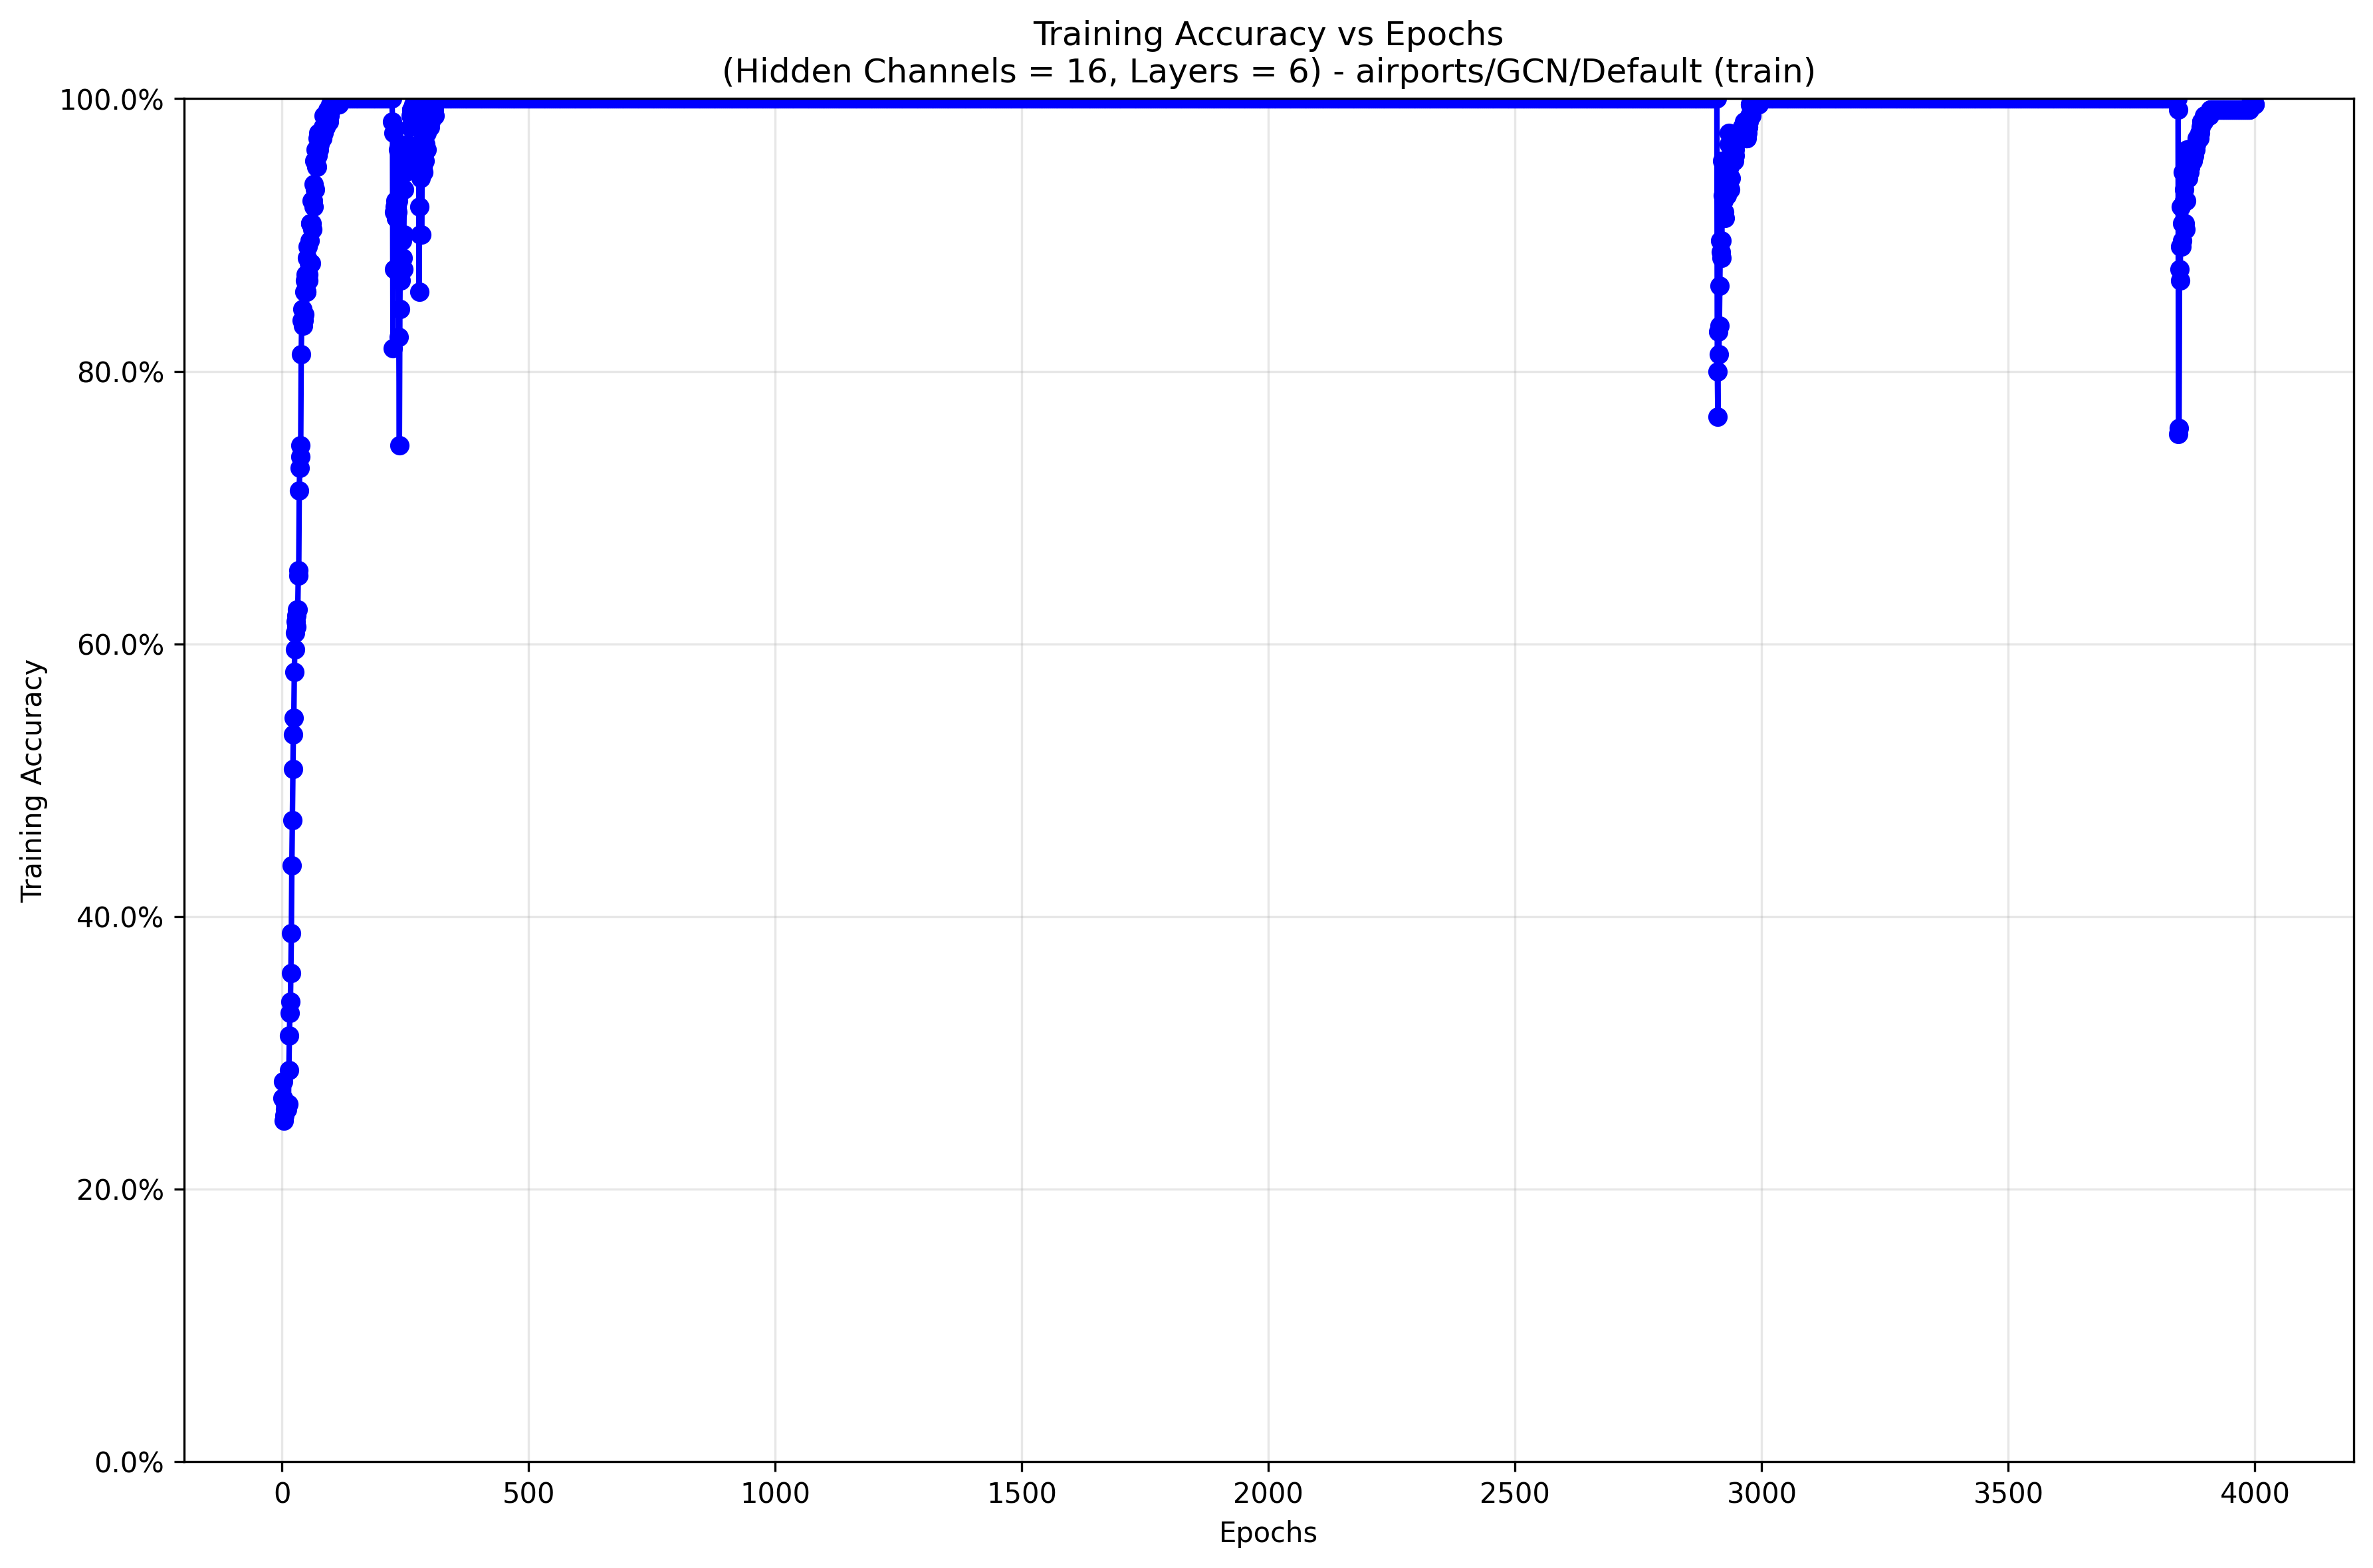 Training Accuracy vs Epochs
(Hidden Channels = 16, Layers = 6) - airports/GCN/Default (train)
Training Accuracy
100.0%
80.0%
60.0%
40.0%
20.0%
0.0%
0 500 1000 1500 2000 2500 3000 3500 4000
Epochs